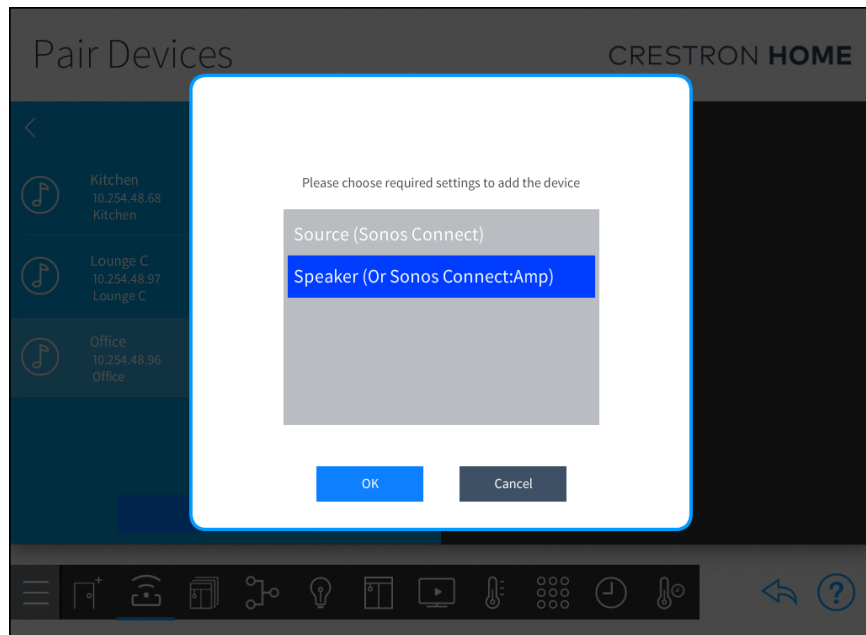 Pair Devices
CRESTRON HOME
Kitchen
10.254.48.68
Kitchen
Lounge C
10.254.48.97
Lounge C
Office
10.254.48.96
Office
Please choose required settings to add the device
Source (Sonos Connect)
Speaker (Or Sonos Connect:Amp)
OK
Cancel
?